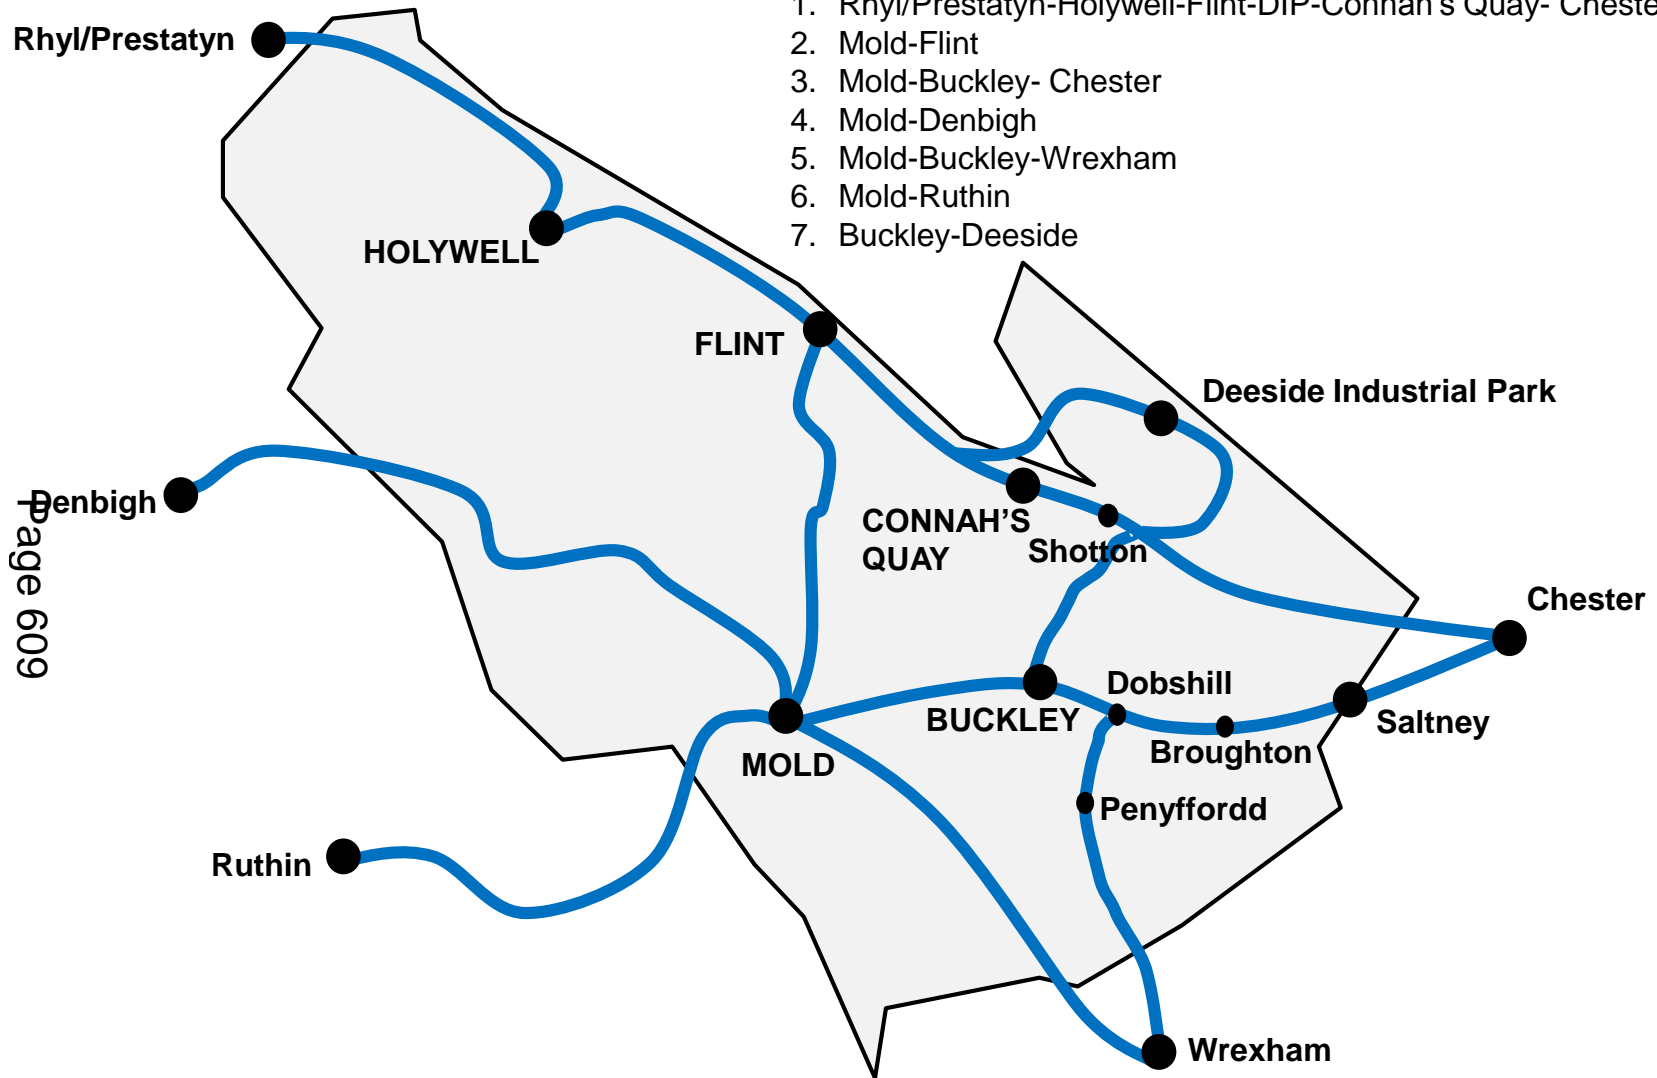 1. Rhyl/Prestatyn-Holywell-Flint-DIP-Connah's Quay- Cheste
2. Mold-Flint
3. Mold-Buckley- Chester
4. Mold-Denbigh
5. Mold-Buckley-Wrexham
6. Mold-Ruthin
7. Buckley-Deeside
Rhyl/Prestatyn
HOLYWELL
FLINT
Deeside Industrial Park
Denbigh
CONNAH’S
QUAY
Shotton
Chester
Dobshill
BUCKLEY
Saltney
Broughton
MOLD
Penyffordd
Ruthin
Wrexham
Page 609